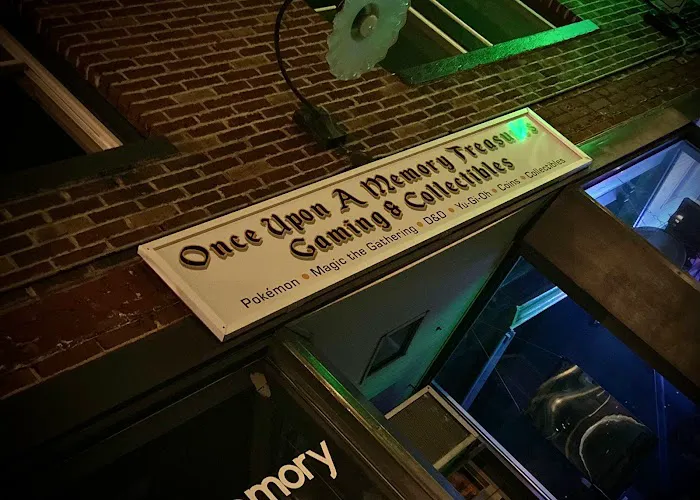 Once Upon A Memory Treasures
Gaming & Collectibles
Pokémon • Magic the Gathering • D&D • Yu-Gi-Oh • Coins • Collectibles
mory